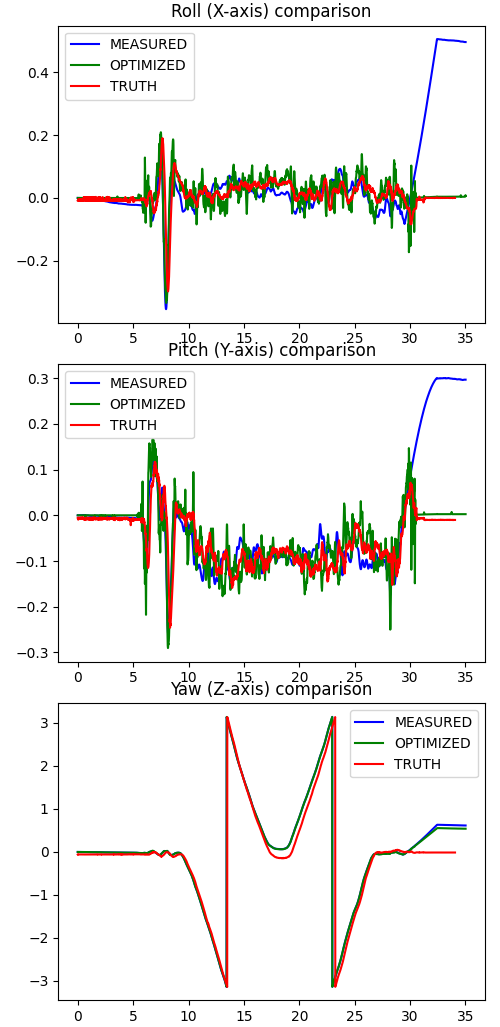 Roll (X-axis) comparison
MEASURED
OPTIMIZED
TRUTH
0.4
0.2
0.0
−0.2
0 5 10 15 20 25 30 35
Pitch (Y-axis) comparison
MEASURED
OPTIMIZED
TRUTH
0.3
0.2
0.1
0.0
−0.1
−0.2
−0.3
0 5 10 15 20 25 30 35
Yaw (Z-axis) comparison
MEASURED
OPTIMIZED
TRUTH
3
2
1
0
−1
−2
−3
0 5 10 15 20 25 30 35